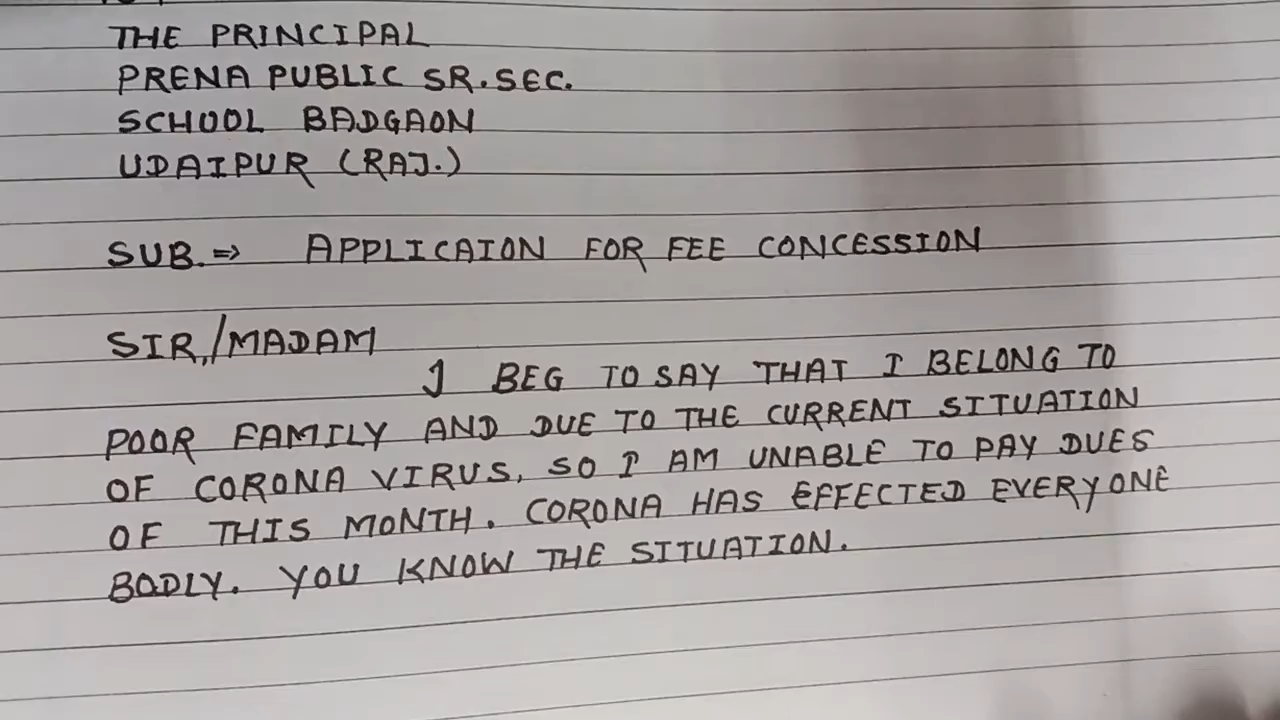 THE PRINCIPAL
PRENA PUBLIC SR.SEC.
SCHOOL BADGAON
UDAIPUR (RAJ.)
SUB.⇒ APPLICAION FOR FEE CONCESSION
SIR,/MADAM
I BEG TO SAY THAT I BELONG TO
POOR FAMILY AND DUE TO THE CURRENT SITUATION
OF CORONA VIRUS, SO I AM UNABLE TO PAY DUES
OF THIS MONTH. CORONA HAS EFFECTED EVERYONE
BADLY. YOU KNOW THE SITUATION.